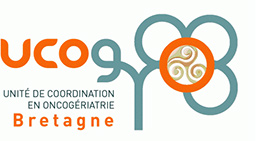 ucog
UNITÉ DE COORDINATION
EN ONCOGÉRIATRIE
Bretagne